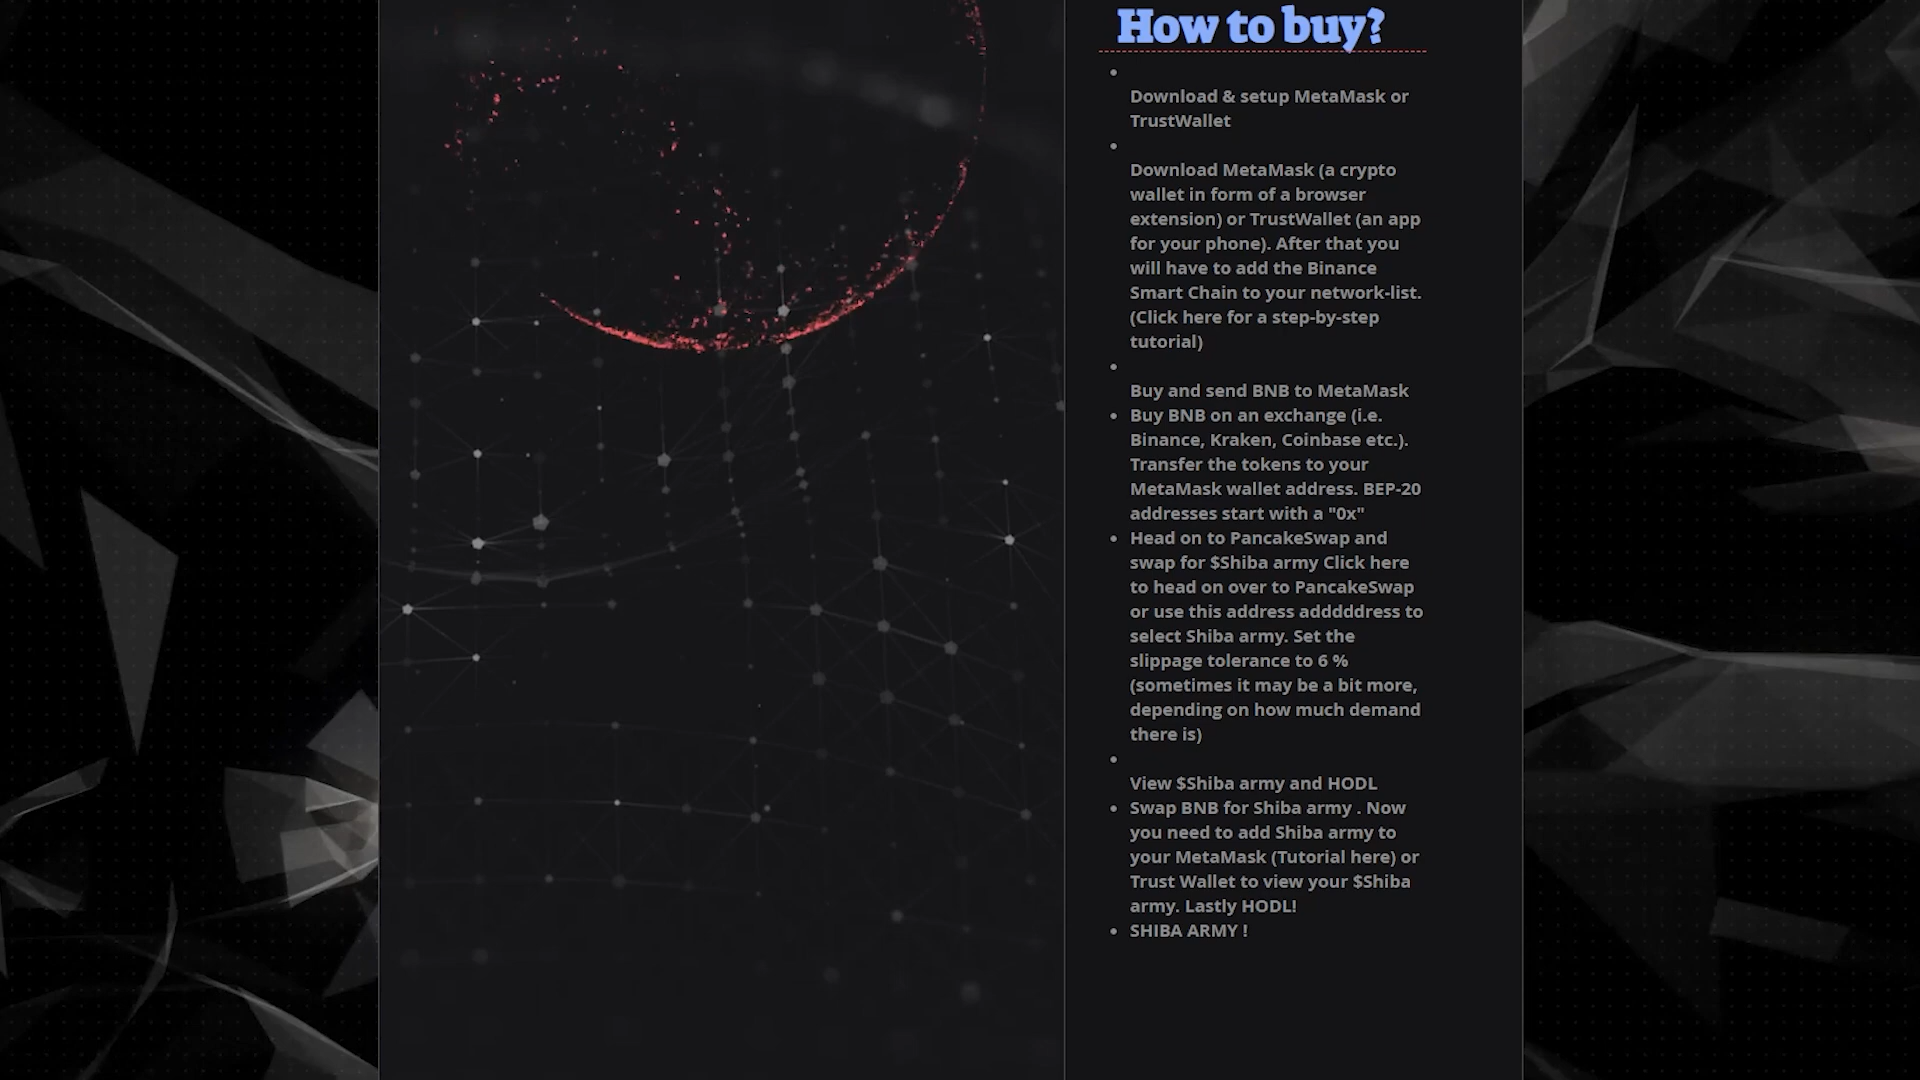 How to buy?
Download & setup MetaMask or
TrustWallet
Download MetaMask (a crypto
wallet in form of a browser
extension) or TrustWallet (an app
for your phone). After that you
will have to add the Binance
Smart Chain to your network-list.
(Click here for a step-by-step
tutorial)
Buy and send BNB to MetaMask
Buy BNB on an exchange (i.e.
Binance, Kraken, Coinbase etc.).
Transfer the tokens to your
MetaMask wallet address. BEP-20
addresses start with a "0x"
Head on to PancakeSwap and
swap for $Shiba army Click here
to head on over to PancakeSwap
or use this address adddddress to
select Shiba army. Set the
slippage tolerance to 6 %
(sometimes it may be a bit more,
depending on how much demand
there is)
View $Shiba army and HODL
Swap BNB for Shiba army . Now
you need to add Shiba army to
your MetaMask (Tutorial here) or
Trust Wallet to view your $Shiba
army. Lastly HODL!
SHIBA ARMY !